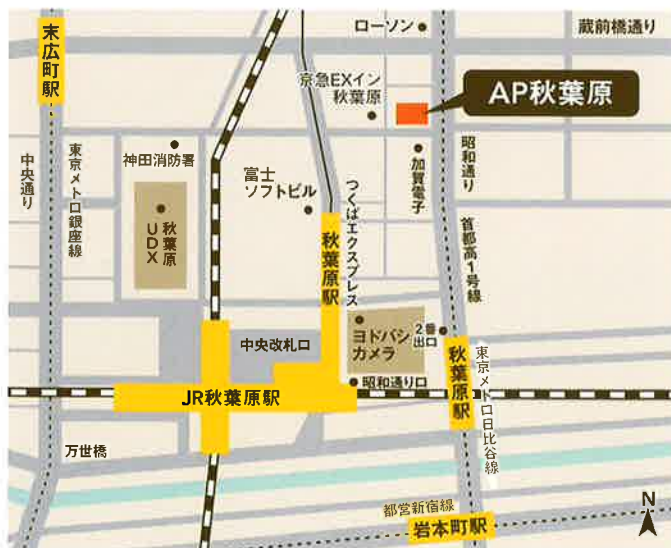 ローソン
蔵前橋通り
末広町駅
京急EXイン
秋葉原
AP秋葉原
神田消防署
富士
ソフトビル
加賀電子
昭和通り
中央通り
東京メトロ銀座線
秋葉原
UDX
つくばエクスプレス
秋葉原駅
首都高1号線
中央改札口
ヨドバシ
カメラ
2番
出口
秋葉原駅
東京メトロ日比谷線
昭和通り口
JR秋葉原駅
万世橋
都営新宿線
岩本町駅
N